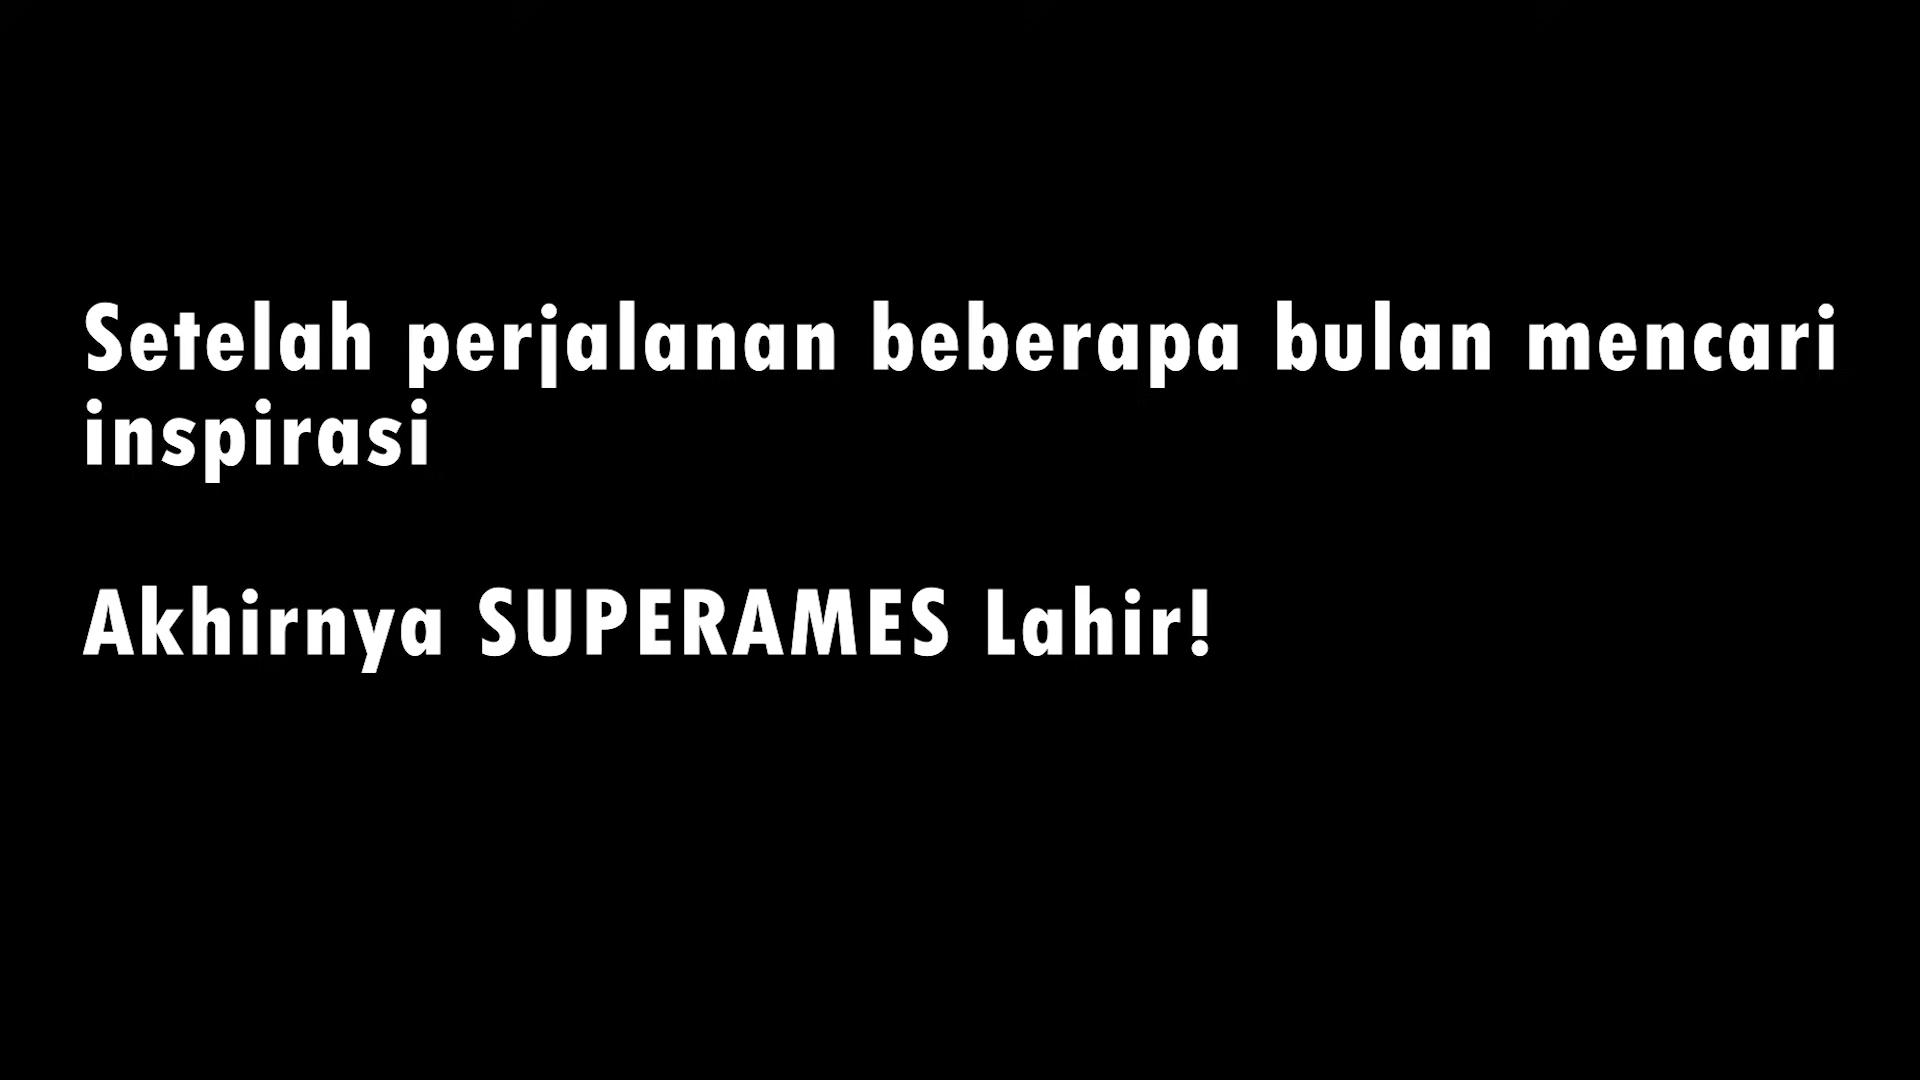 Setelah perjalanan beberapa bulan mencari
inspirasi
Akhirnya SUPERAMES Lahir!